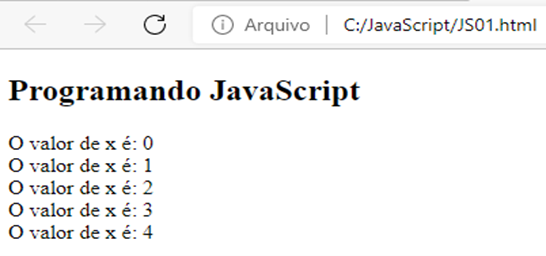 Arquivo | C:/JavaScript/JS01.html
Programando JavaScript
O valor de x é: 0
O valor de x é: 1
O valor de x é: 2
O valor de x é: 3
O valor de x é: 4